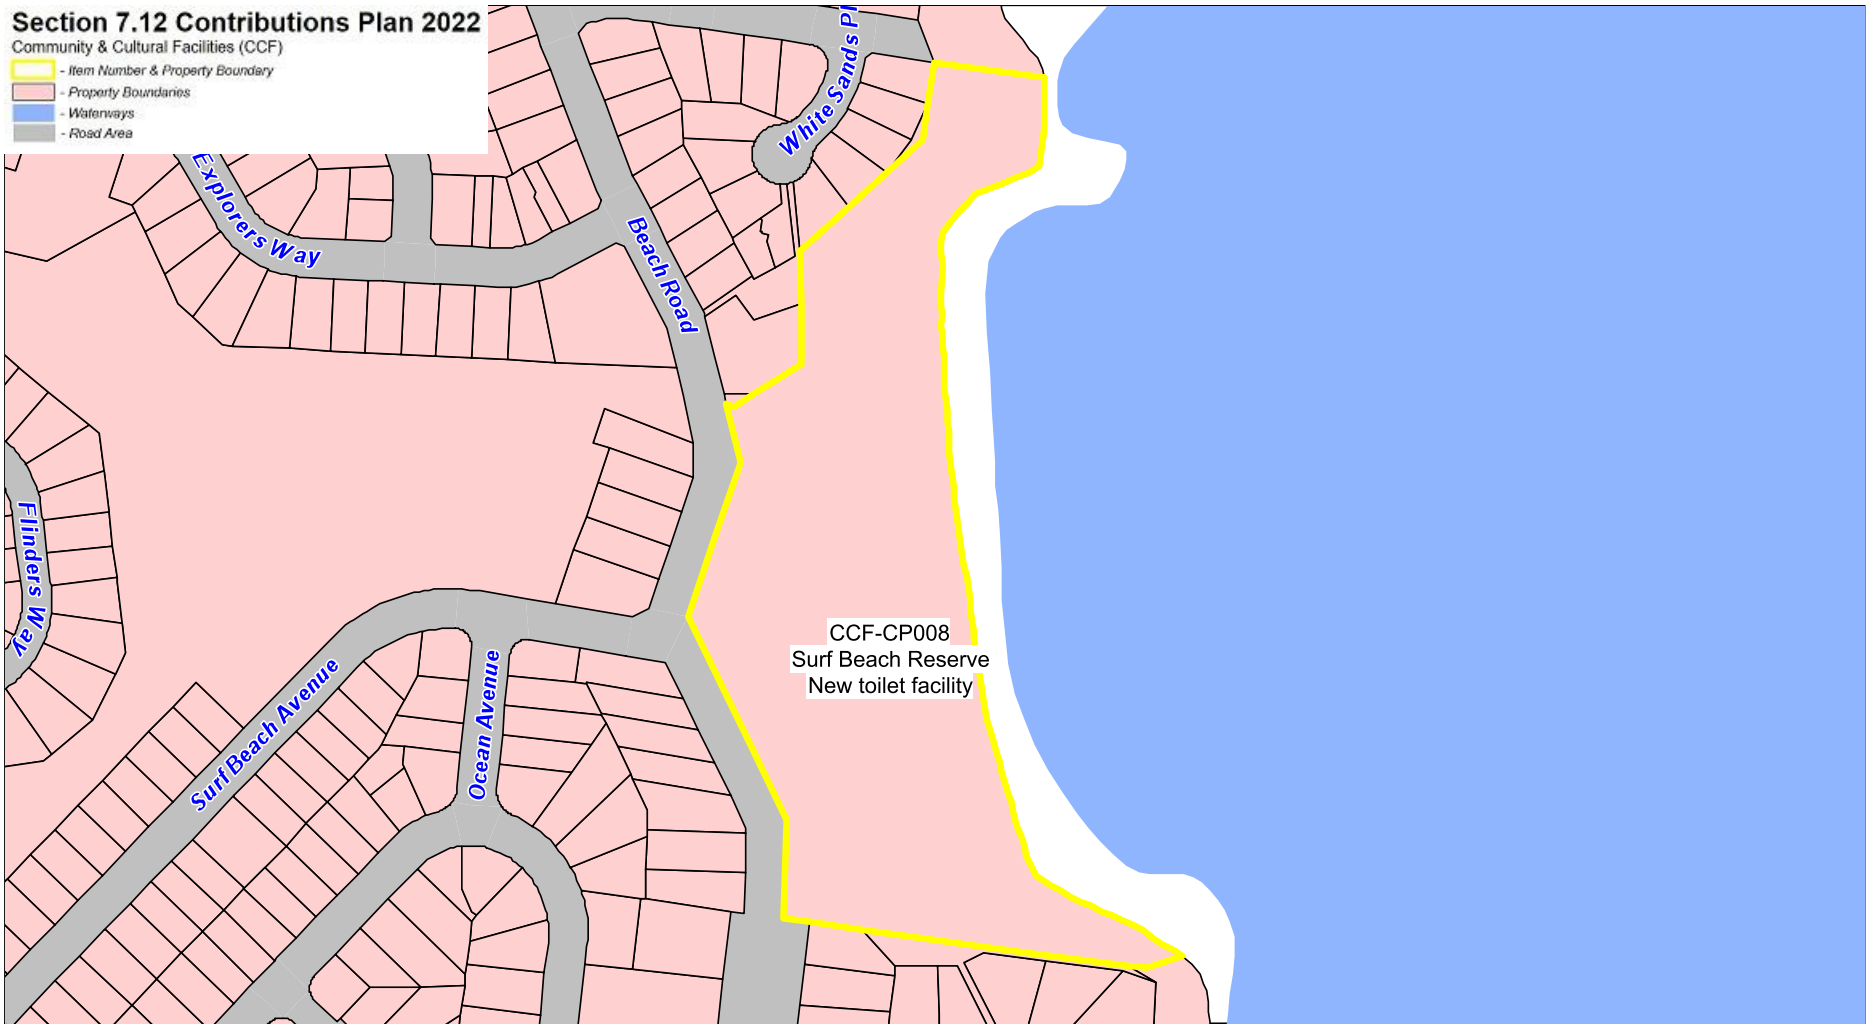 Section 7.12 Contributions Plan 2022
Community & Cultural Facilities (CCF)
- Item Number & Property Boundary
- Property Boundaries
- Waterways
- Road Area
White Sands Pl
Explorers Way
Beach Road
Flinders Way
CCF-CP008
Surf Beach Reserve
New toilet facility
Surf Beach Avenue
Ocean Avenue